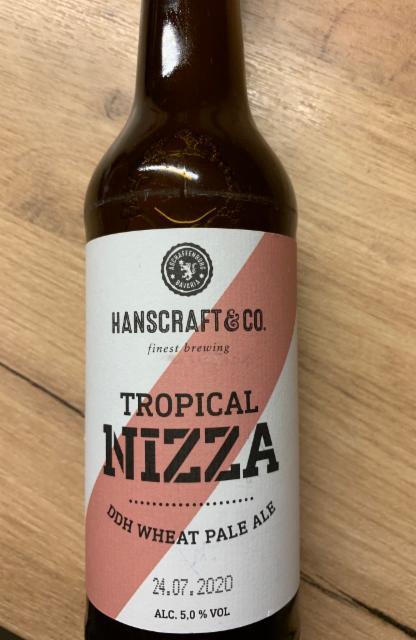 ASCHAFFENBURG
BAVARIA
HANSCRAFT&CO.
finest brewing
TROPICAL
NIZZA
DDH WHEAT PALE ALE
24.07.2020
ALC. 5,0 % VOL